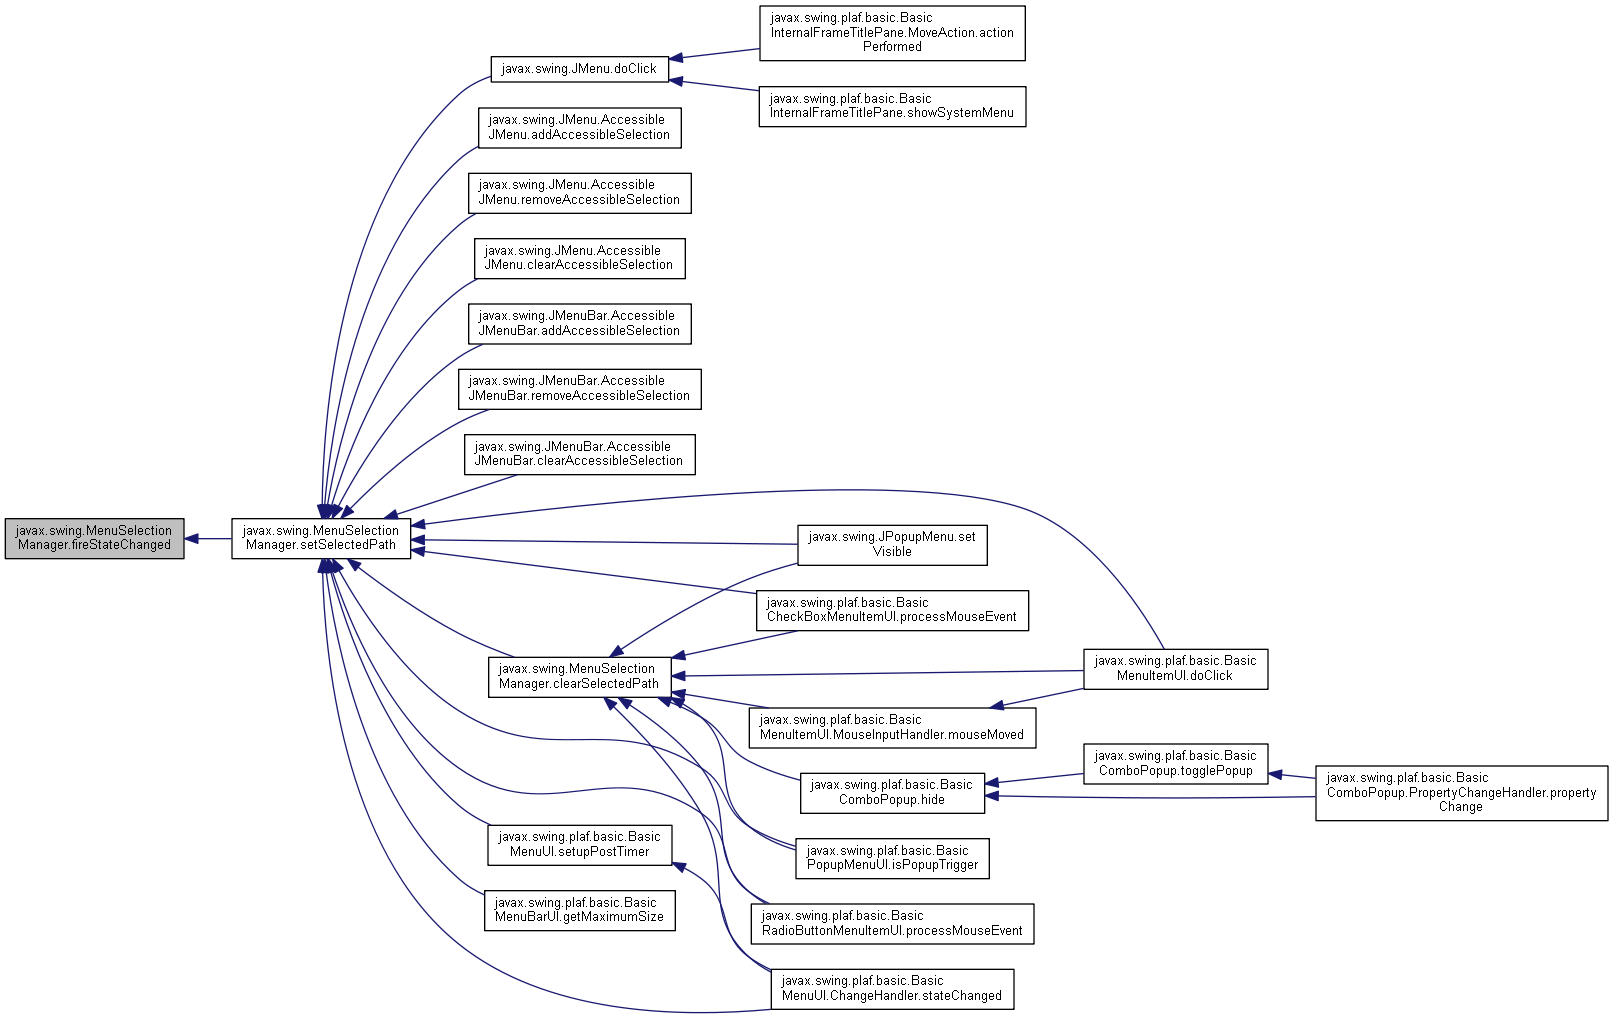 javax.swing.plaf.basic.Basic
InternalFrameTitlePane.MoveAction.action
Performed
javax.swing.JMenu.doClick
javax.swing.plaf.basic.Basic
InternalFrameTitlePane.showSystemMenu
javax.swing.JMenu.Accessible
JMenu.addAccessibleSelection
javax.swing.JMenu.Accessible
JMenu.removeAccessibleSelection
javax.swing.JMenu.Accessible
JMenu.clearAccessibleSelection
javax.swing.JMenuBar.Accessible
JMenuBar.addAccessibleSelection
javax.swing.JMenuBar.Accessible
JMenuBar.removeAccessibleSelection
javax.swing.JMenuBar.Accessible
JMenuBar.clearAccessibleSelection
javax.swing.MenuSelection
Manager.fireStateChanged
javax.swing.MenuSelection
Manager.setSelectedPath
javax.swing.JPopupMenu.set
Visible
javax.swing.plaf.basic.Basic
CheckBoxMenuItemUI.processMouseEvent
javax.swing.MenuSelection
Manager.clearSelectedPath
javax.swing.plaf.basic.Basic
MenuItemUI.doClick
javax.swing.plaf.basic.Basic
MenuItemUI.MouseInputHandler.mouseMoved
javax.swing.plaf.basic.Basic
ComboPopup.togglePopup
javax.swing.plaf.basic.Basic
ComboPopup.hide
javax.swing.plaf.basic.Basic
ComboPopup.PropertyChangeHandler.property
Change
javax.swing.plaf.basic.Basic
MenuUI.setupPostTimer
javax.swing.plaf.basic.Basic
PopupMenuUI.isPopupTrigger
javax.swing.plaf.basic.Basic
MenuBarUI.getMaximumSize
javax.swing.plaf.basic.Basic
RadioButtonMenuItemUI.processMouseEvent
javax.swing.plaf.basic.Basic
MenuUI.ChangeHandler.stateChanged